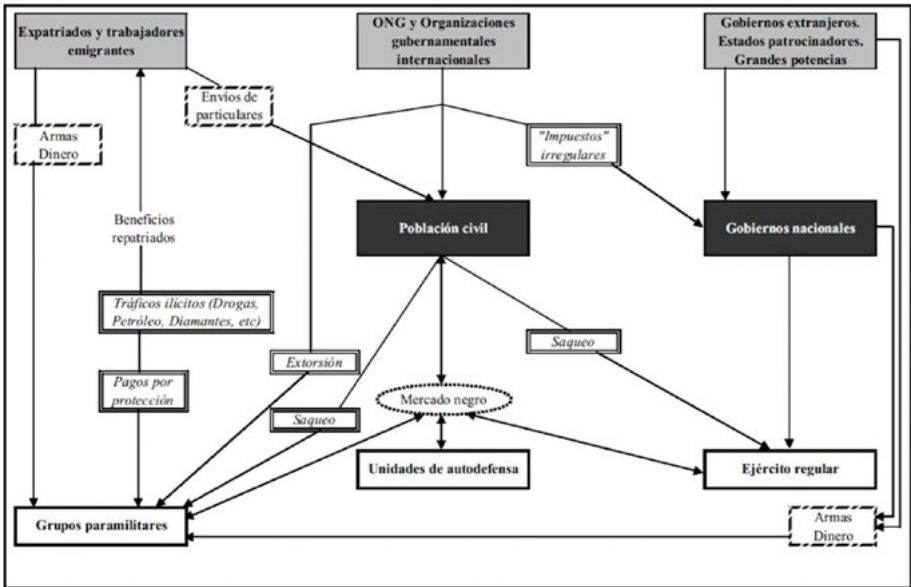 Expatriados y trabajadores
emigrantes
ONG y Organizaciones
gubernamentales
internacionales
Gobiernos extranjeros.
Estados patrocinadores.
Grandes potencias
Envíos de
particulares
Armas
Dinero
"Impuestos"
irregulares
Beneficios
repatriados
Población civil
Gobiernos nacionales
Tráficos ilícitos (Drogas,
Petróleo, Diamantes, etc)
Extorsión
Saqueo
Pagos por
protección
Mercado negro
Saqueo
Unidades de autodefensa
Ejército regular
Grupos paramilitares
Armas
Dinero